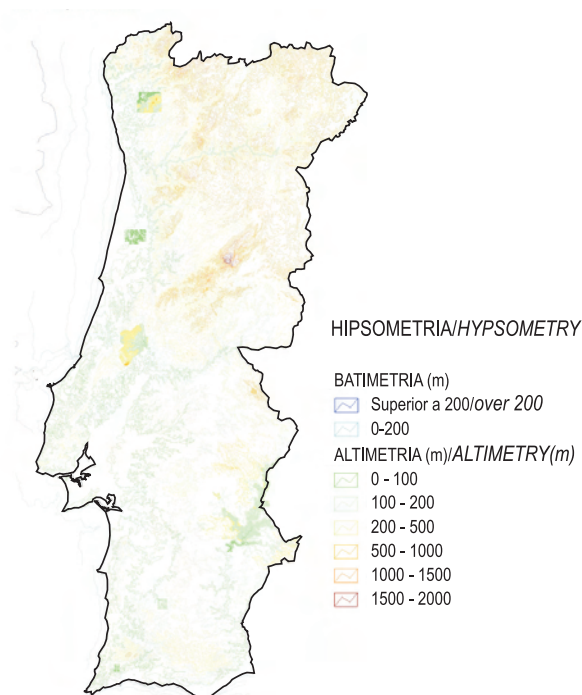 HIPSOMETRIA/HYPSOMETRY
BATIMETRIA (m)
Superior a 200/over 200
0-200
ALTIMETRIA (m)/ALTIMETRY(m)
0 - 100
100 - 200
200 - 500
500 - 1000
1000 - 1500
1500 - 2000